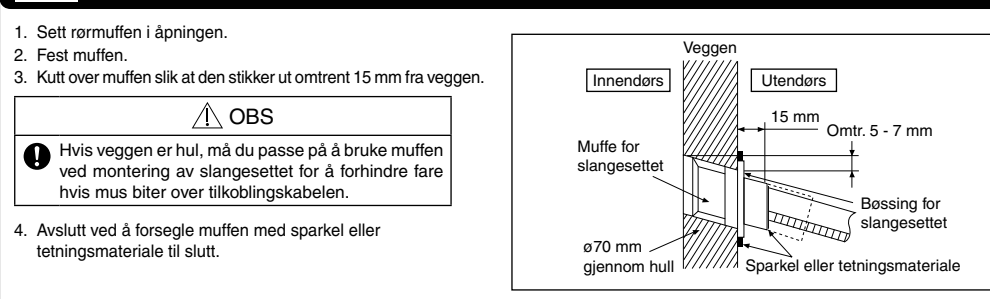 1. Sett rørmuffen i åpningen.
2. Fest muffen.
3. Kutt over muffen slik at den stikker ut omtrent 15 mm fra veggen.
OBS
Hvis veggen er hul, må du passe på å bruke muffen
ved montering av slangesettet for å forhindre fare
hvis mus biter over tilkoblingskabelen.
4. Avslutt ved å forsegle muffen med sparkel eller
tetningsmateriale til slutt.
Veggen
Innendørs
Utendørs
15 mm
Omtr. 5 - 7 mm
Muffe for
slangesettet
Bøssing for
slangesettet
ø70 mm
gjennom hull
Sparkel eller tetningsmateriale